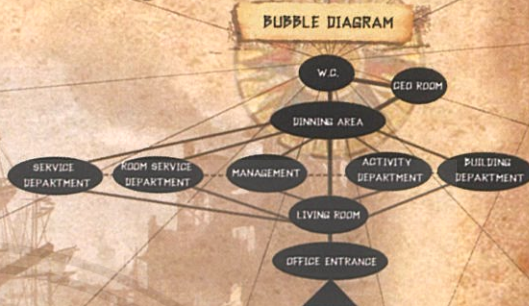 BUBBLE DIAGRAM
W.C.
CEO ROOM
DINNING AREA
SERVICE
DEPARTMENT
ROOM SERVICE
DEPARTMENT
MANAGEMENT
ACTIVITY
DEPARTMENT
BUILDING
DEPARTMENT
LIVING ROOM
OFFICE ENTRANCE